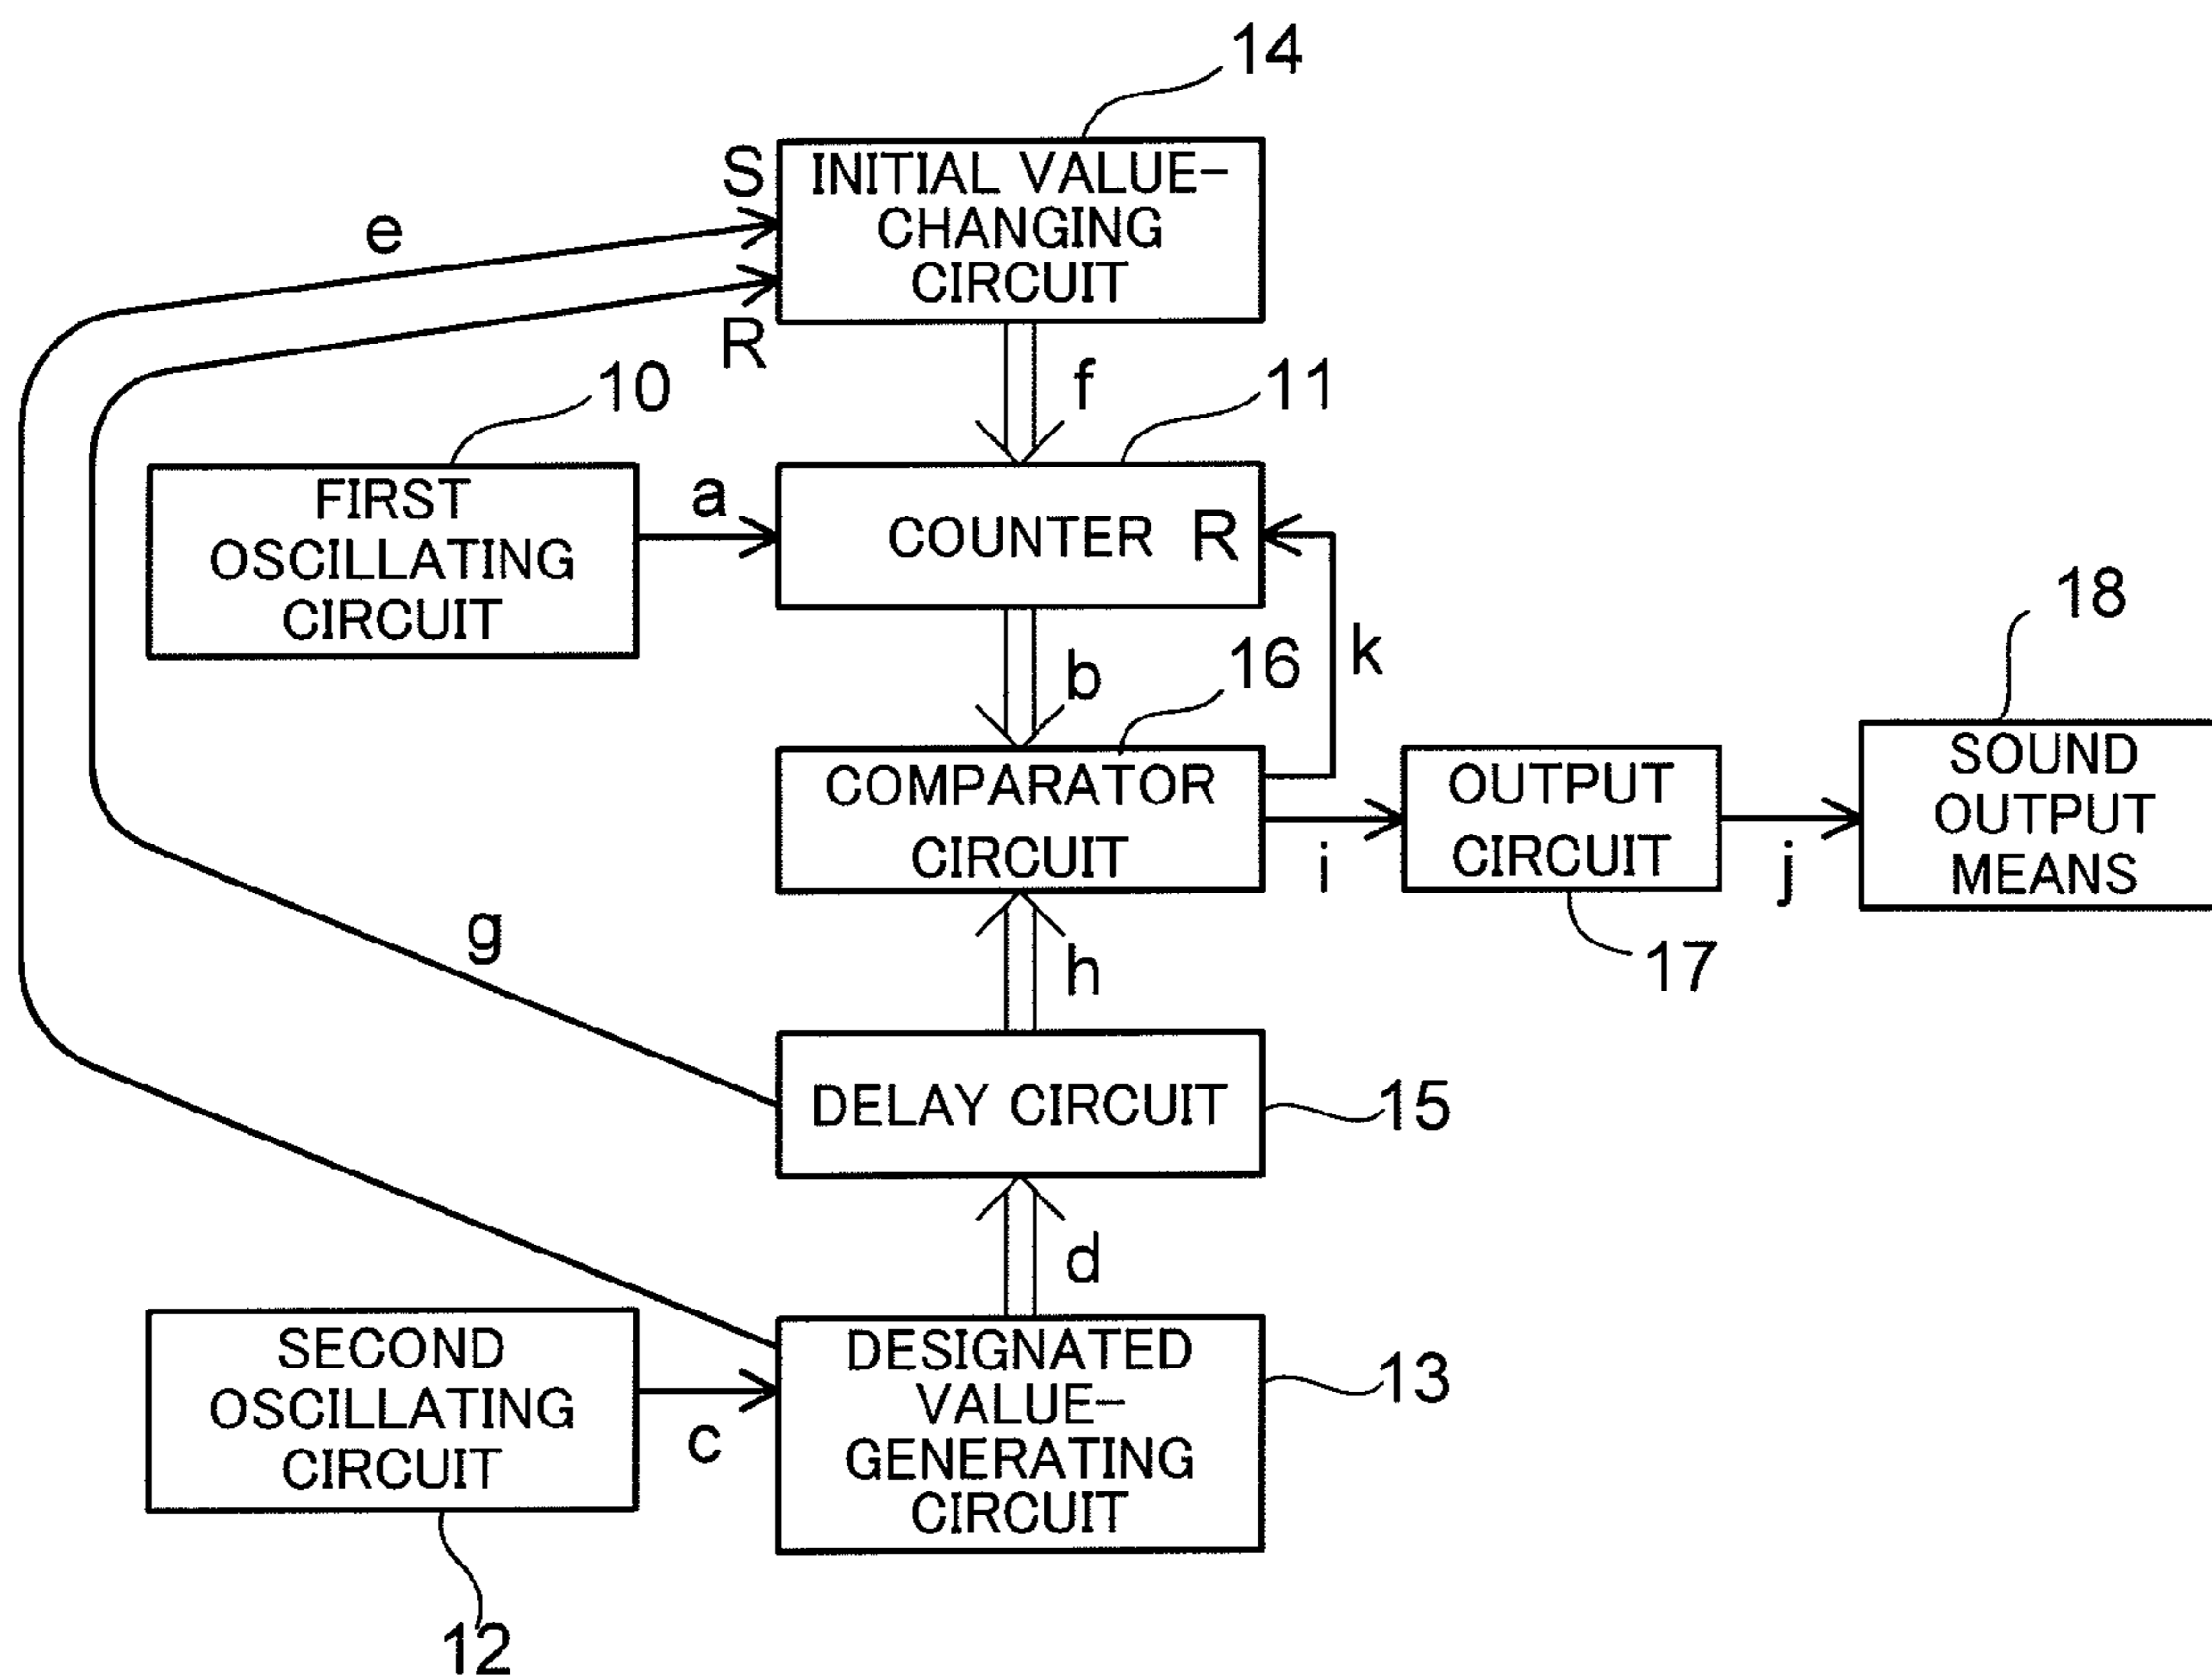 14
S
INITIAL VALUE-
CHANGING
CIRCUIT
e
R
10
f
11
FIRST
OSCILLATING
CIRCUIT
a
COUNTER R
k
b
16
18
COMPARATOR
CIRCUIT
i
OUTPUT
CIRCUIT
17
j
SOUND
OUTPUT
MEANS
g
h
DELAY CIRCUIT
15
d
SECOND
OSCILLATING
CIRCUIT
12
c
DESIGNATED
VALUE-
GENERATING
CIRCUIT
13